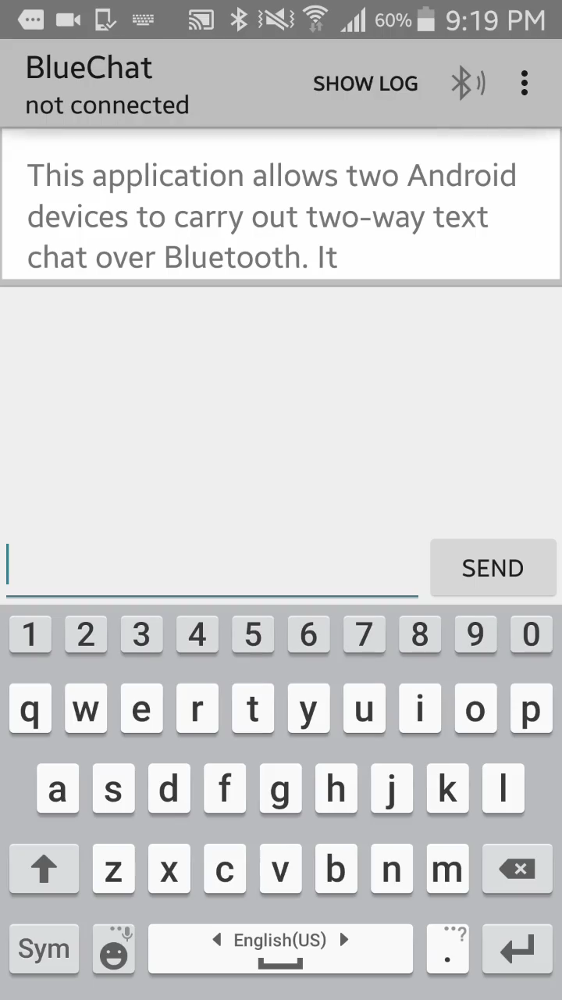 60% 9:19 PM
BlueChat
not connected
SHOW LOG
This application allows two Android
devices to carry out two-way text
chat over Bluetooth. It
SEND
1 2 3 4 5 6 7 8 9 0
q w e r t y u i o p
a s d f g h j k l
z x c v b n m
Sym English(US) . ?